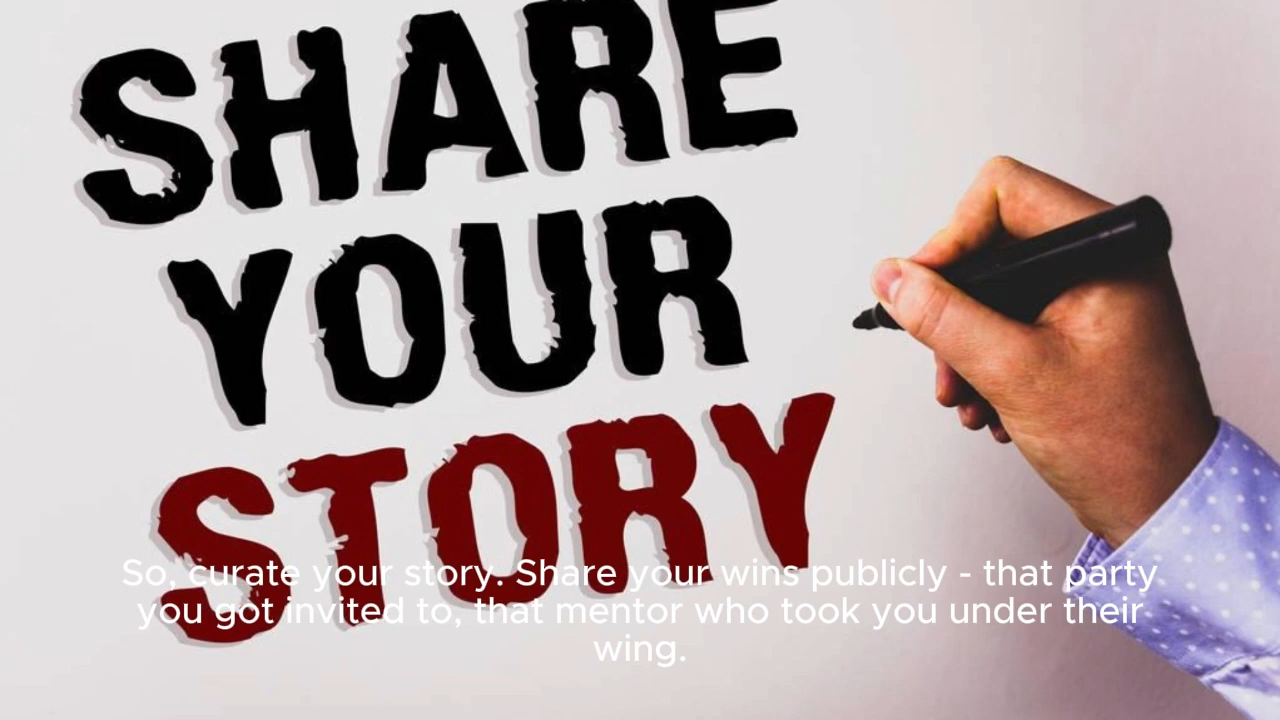 SHARE
YOUR
STORY
So, curate your story. Share your wins publicly - that party
you got invited to, that mentor who took you under their
wing.